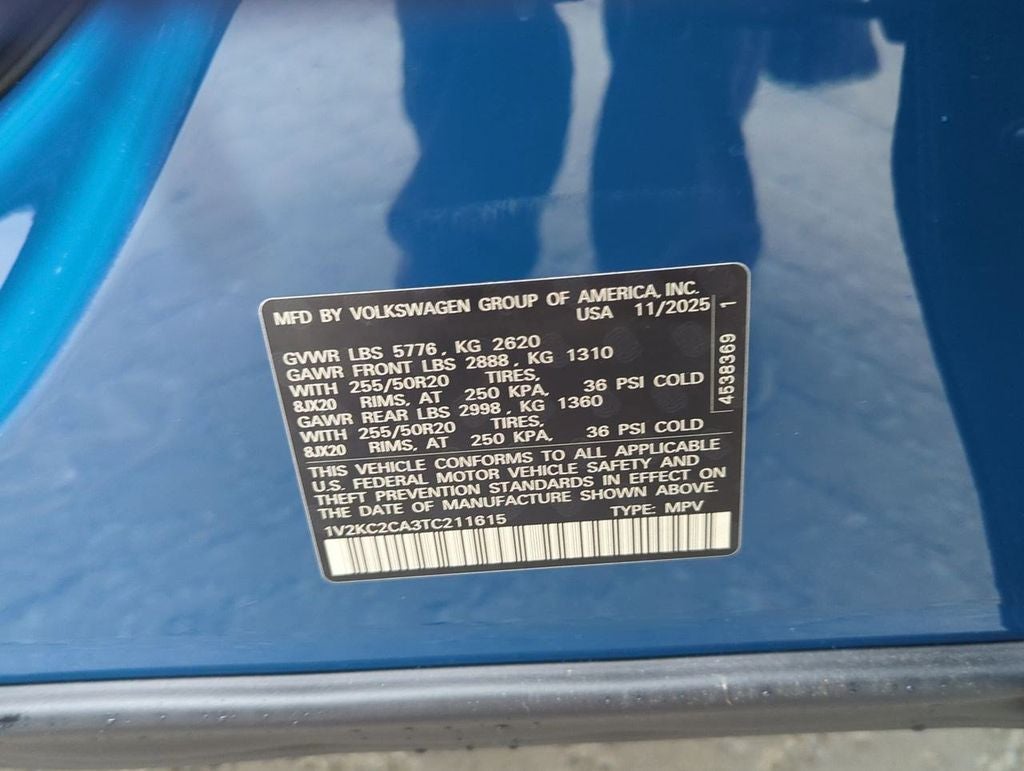 MFD BY VOLKSWAGEN GROUP OF AMERICA, INC.
USA 11/2025
GVWR LBS 5776, KG 2620
GAWR FRONT LBS 2888, KG 1310
WITH 255/50R20 TIRES,
8JX20 RIMS, AT 250 KPA, 36 PSI COLD
GAWR REAR LBS 2998, KG 1360
WITH 255/50R20 TIRES,
8JX20 RIMS, AT 250 KPA, 36 PSI COLD
THIS VEHICLE CONFORMS TO ALL APPLICABLE
U.S. FEDERAL MOTOR VEHICLE SAFETY AND
THEFT PREVENTION STANDARDS IN EFFECT ON
THE DATE OF MANUFACTURE SHOWN ABOVE.
1V2KC2CA3TC211615 TYPE: MPV
4538369 1